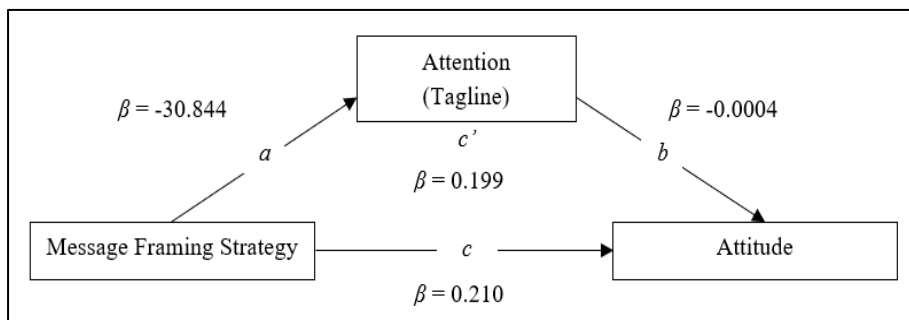 Attention
(Tagline)
β = -30.844
β = -0.0004
a
c’
b
β = 0.199
Message Framing Strategy
c
Attitude
β = 0.210